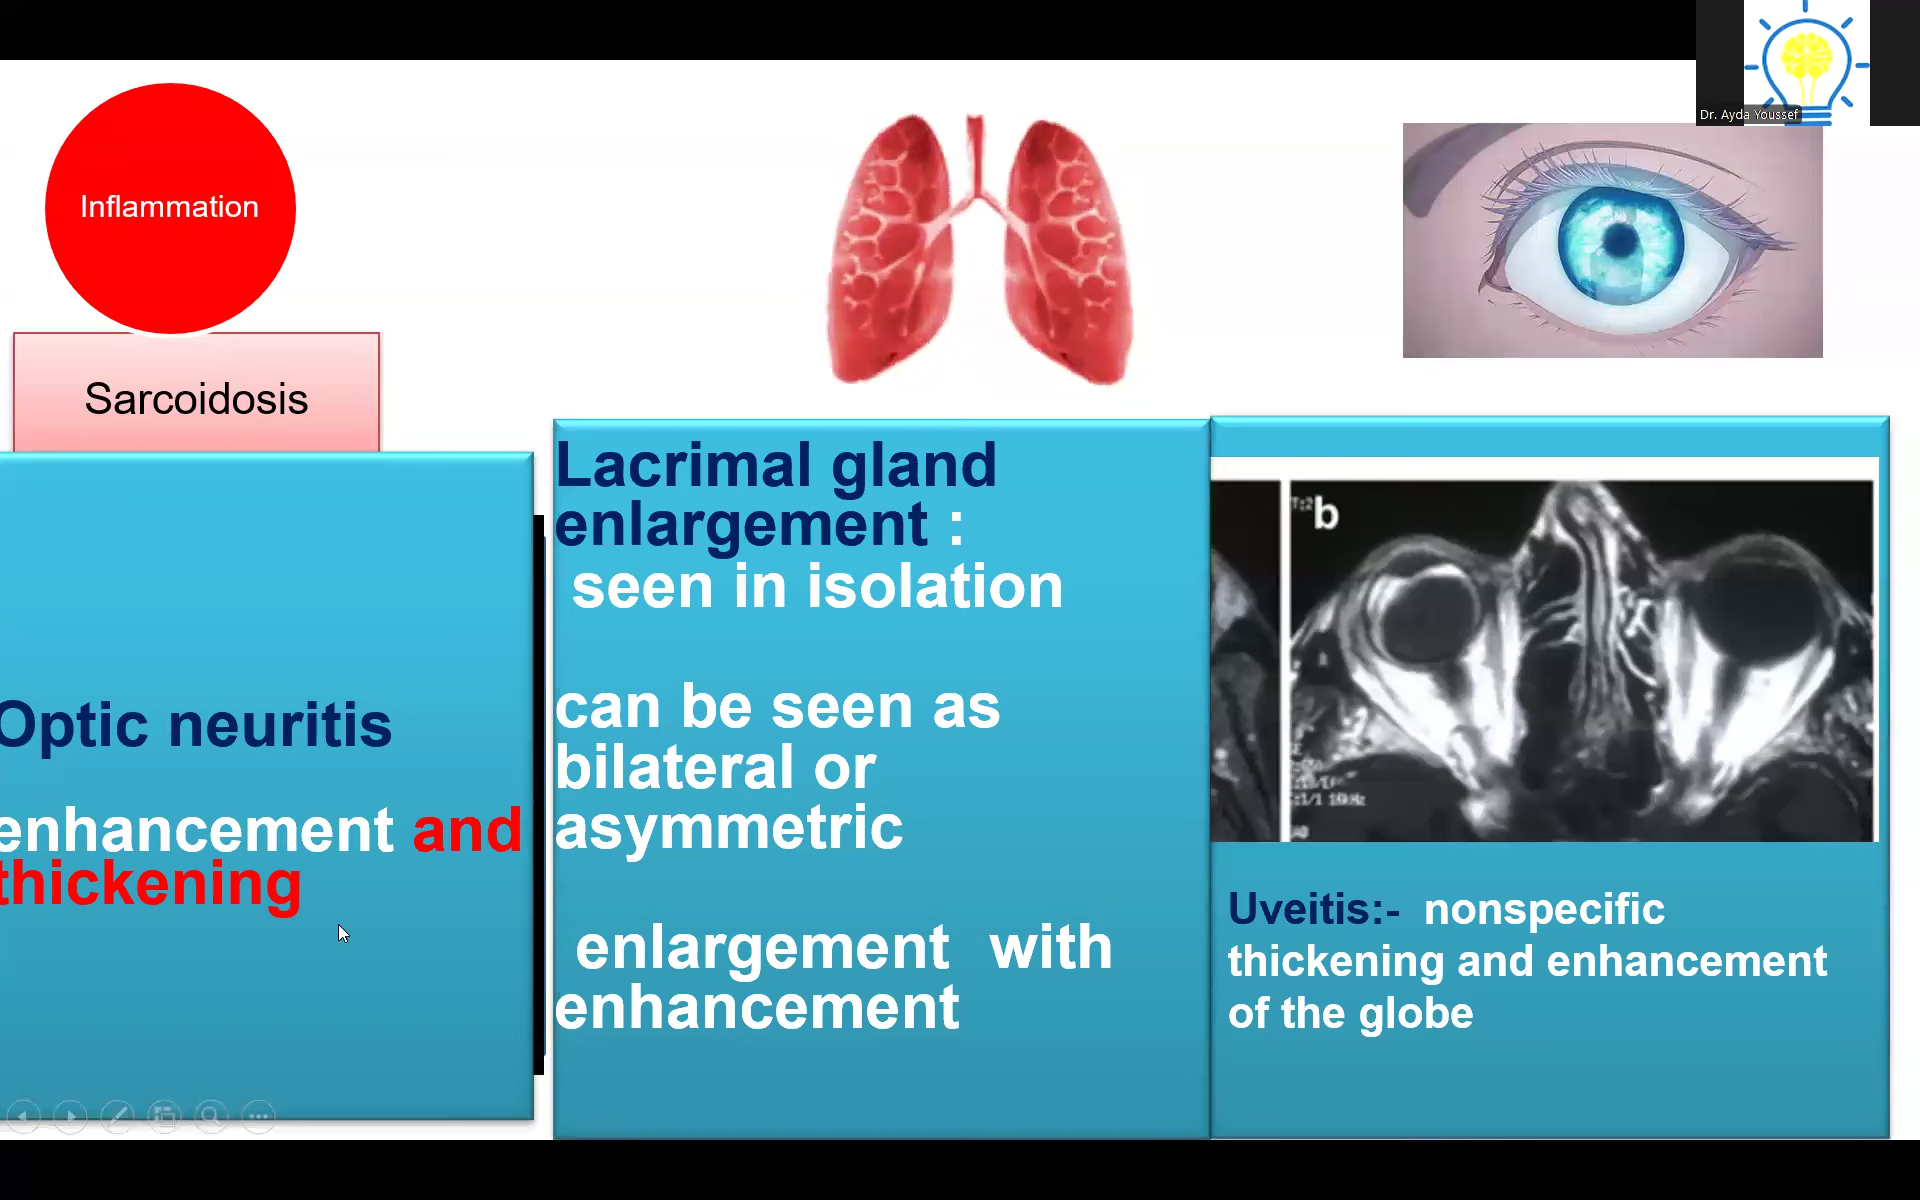 Dr. Ayda Youssef
Inflammation
Sarcoidosis
Optic neuritis
enhancement and
thickening
Lacrimal gland
enlargement :
seen in isolation
can be seen as
bilateral or
asymmetric
enlargement with
enhancement
b
Uveitis:- nonspecific
thickening and enhancement
of the globe